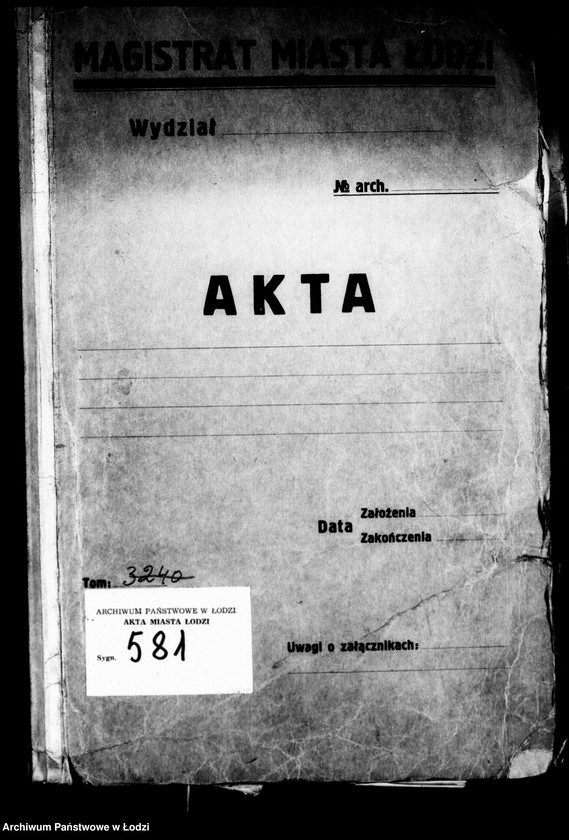 MAGISTRAT MIASTA ŁODZI
Wydział
№ arch.
AKTA
Data
Założenia
Zakończenia
Tom: 3240
ARCHIWUM PAŃSTWOWE W ŁODZI
AKTA MIASTA ŁODZI
Sygn. 581
Uwagi o załącznikach:
Archiwum Państwowe w Łodzi